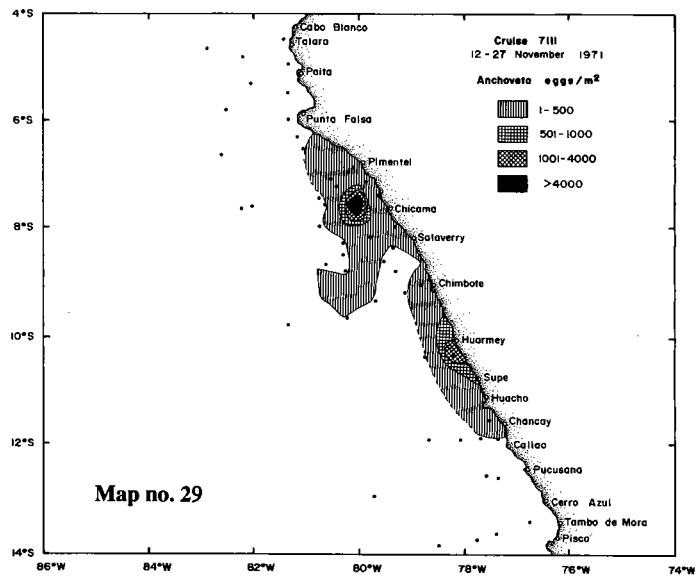 4°S
Cabo Blanco
Talara
Cruise 7111
12-27 November 1971
Paita
Anchoveta eggs/m²
1-500
Punta Falsa
501-1000
6°S
1001-4000
Pimentel
>4000
Chicama
8°S
Salaverry
Chimbote
10°S
Huarmey
Supe
Huacho
Chancay
12°S
Callao
Pucusana
Map no. 29
Cerro Azul
Tambo de Mora
Pisco
14°S
86°W
84°W
82°W
80°W
78°W
76°W
74°W